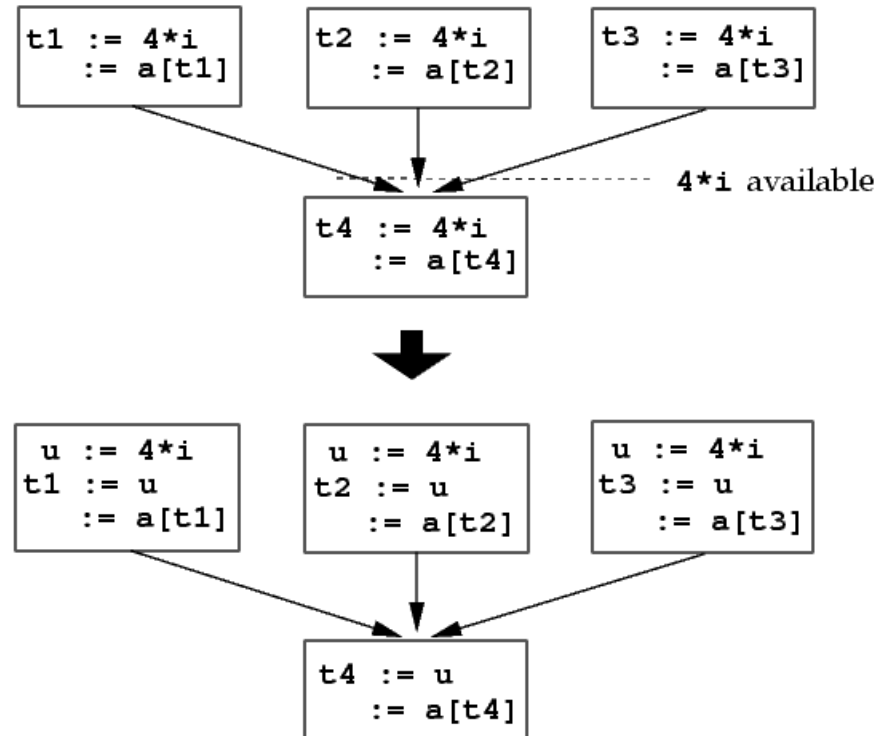 t1 := 4*i
:= a[t1]
t2 := 4*i
:= a[t2]
t3 := 4*i
:= a[t3]
4*i available
t4 := 4*i
:= a[t4]
u := 4*i
t1 := u
:= a[t1]
u := 4*i
t2 := u
:= a[t2]
u := 4*i
t3 := u
:= a[t3]
t4 := u
:= a[t4]